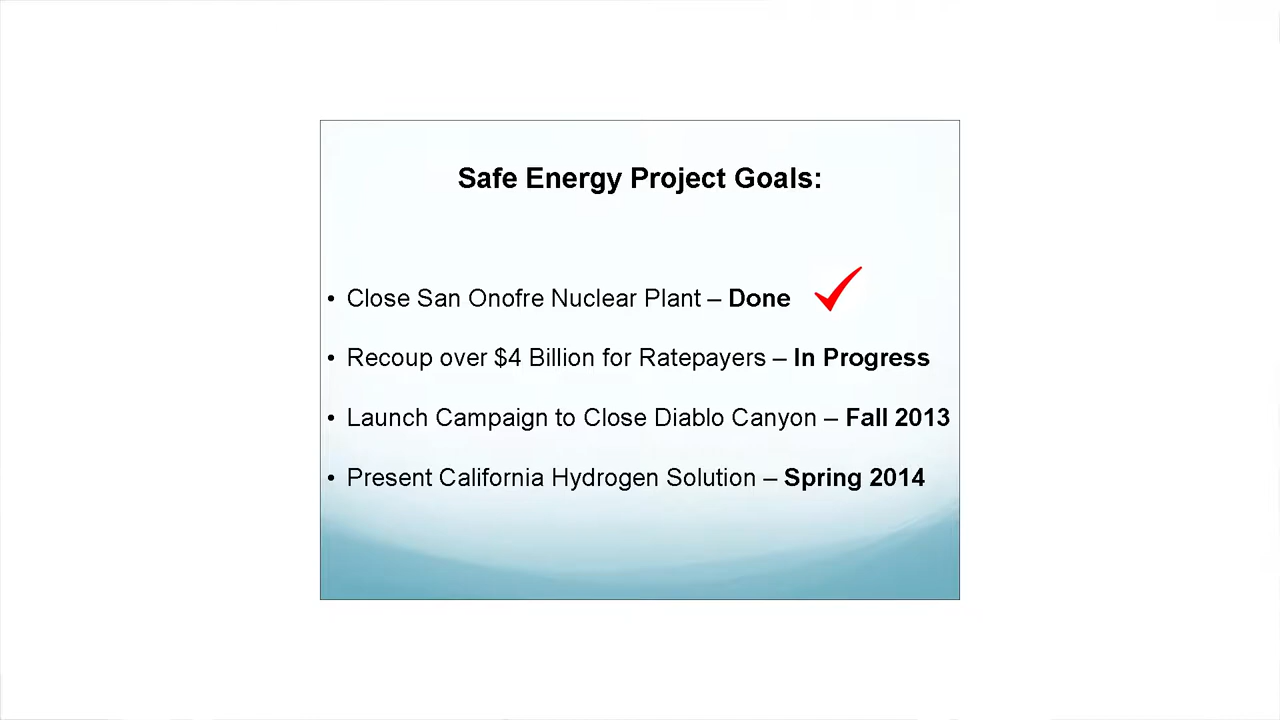 Safe Energy Project Goals:
• Close San Onofre Nuclear Plant – Done
• Recoup over $4 Billion for Ratepayers – In Progress
• Launch Campaign to Close Diablo Canyon – Fall 2013
• Present California Hydrogen Solution – Spring 2014